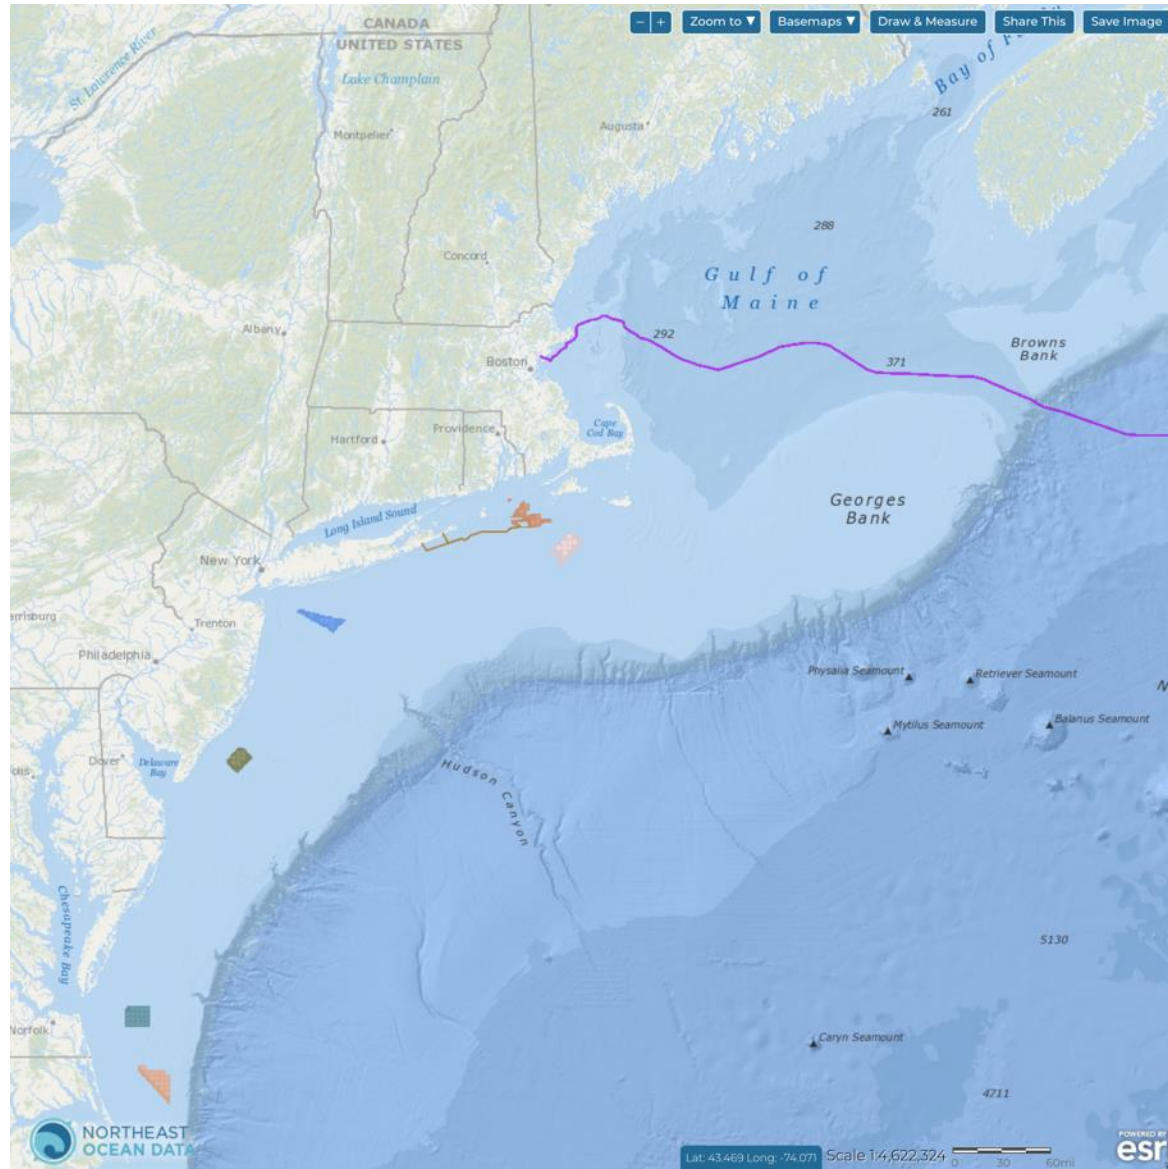 CANADA
UNITED STATES
− + Zoom to ▼ Basemaps ▼ Draw & Measure Share This Save Image
St. Lawrence River
Lake Champlain
Bay of
261
Montpelier
Augusta
288
Concord
Gulf of
Maine
Albany
292
Browns
Bank
Boston
371
Cape
Cod Bay
Hartford
Providence
Georges
Bank
Long Island Sound
New York
arrisburg
Trenton
Philadelphia
Physalia Seamount
Retriever Seamount
N
Mytilus Seamount
Balanus Seamount
Dover
Delaware
Bay
Hudson Canyon
Chesapeake Bay
5130
Norfolk
Caryn Seamount
4711
NORTHEAST
OCEAN DATA
Lat: 43.469 Long: -74.071
Scale 1:4,622,324
0 30 60mi
POWERED BY
esr